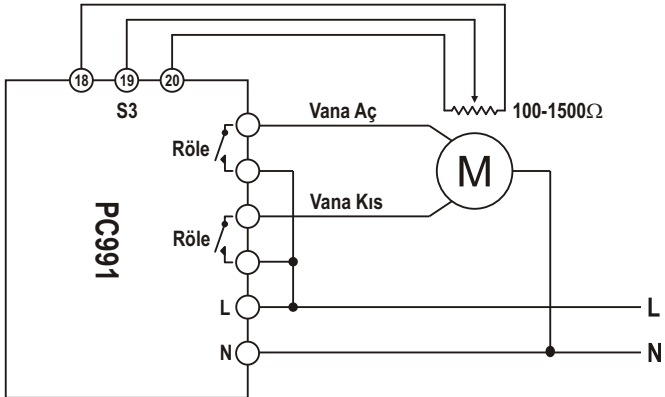 18 19 20
S3
100-1500Ω
Vana Aç
Röle
M
PC991
Vana Kıs
Röle
L L
N N